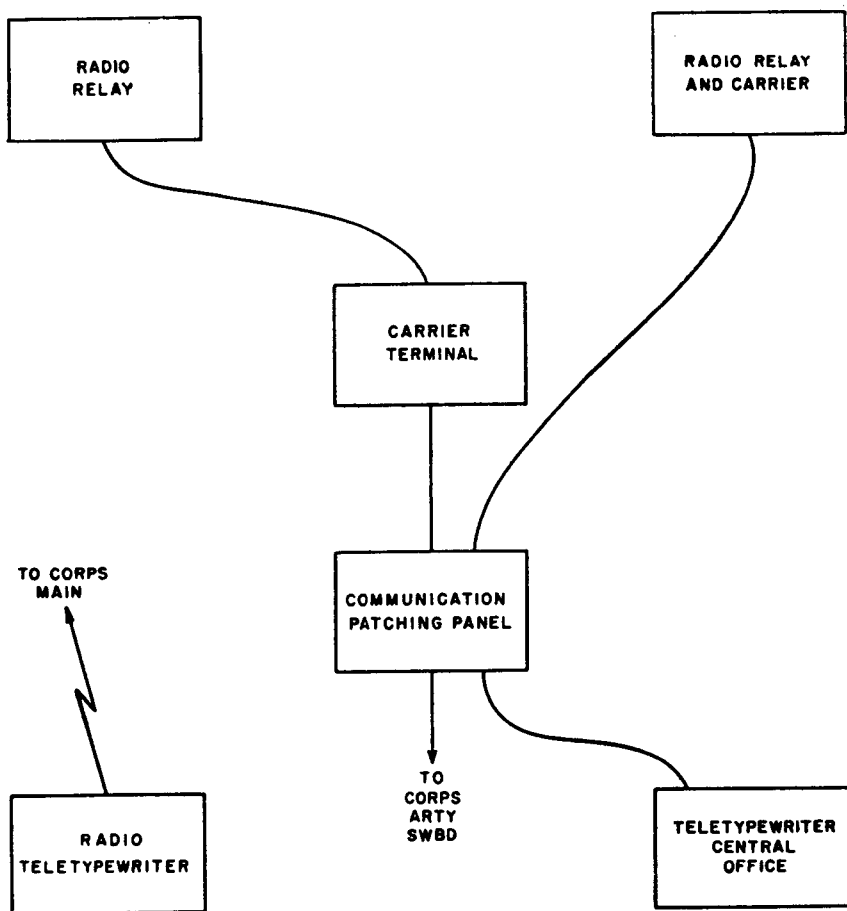 RADIO
RELAY
RADIO RELAY
AND CARRIER
CARRIER
TERMINAL
TO CORPS
MAIN
COMMUNICATION
PATCHING PANEL
TO
CORPS
ARTY
SWBD
RADIO
TELETYPEWRITER
TELETYPEWRITER
CENTRAL
OFFICE